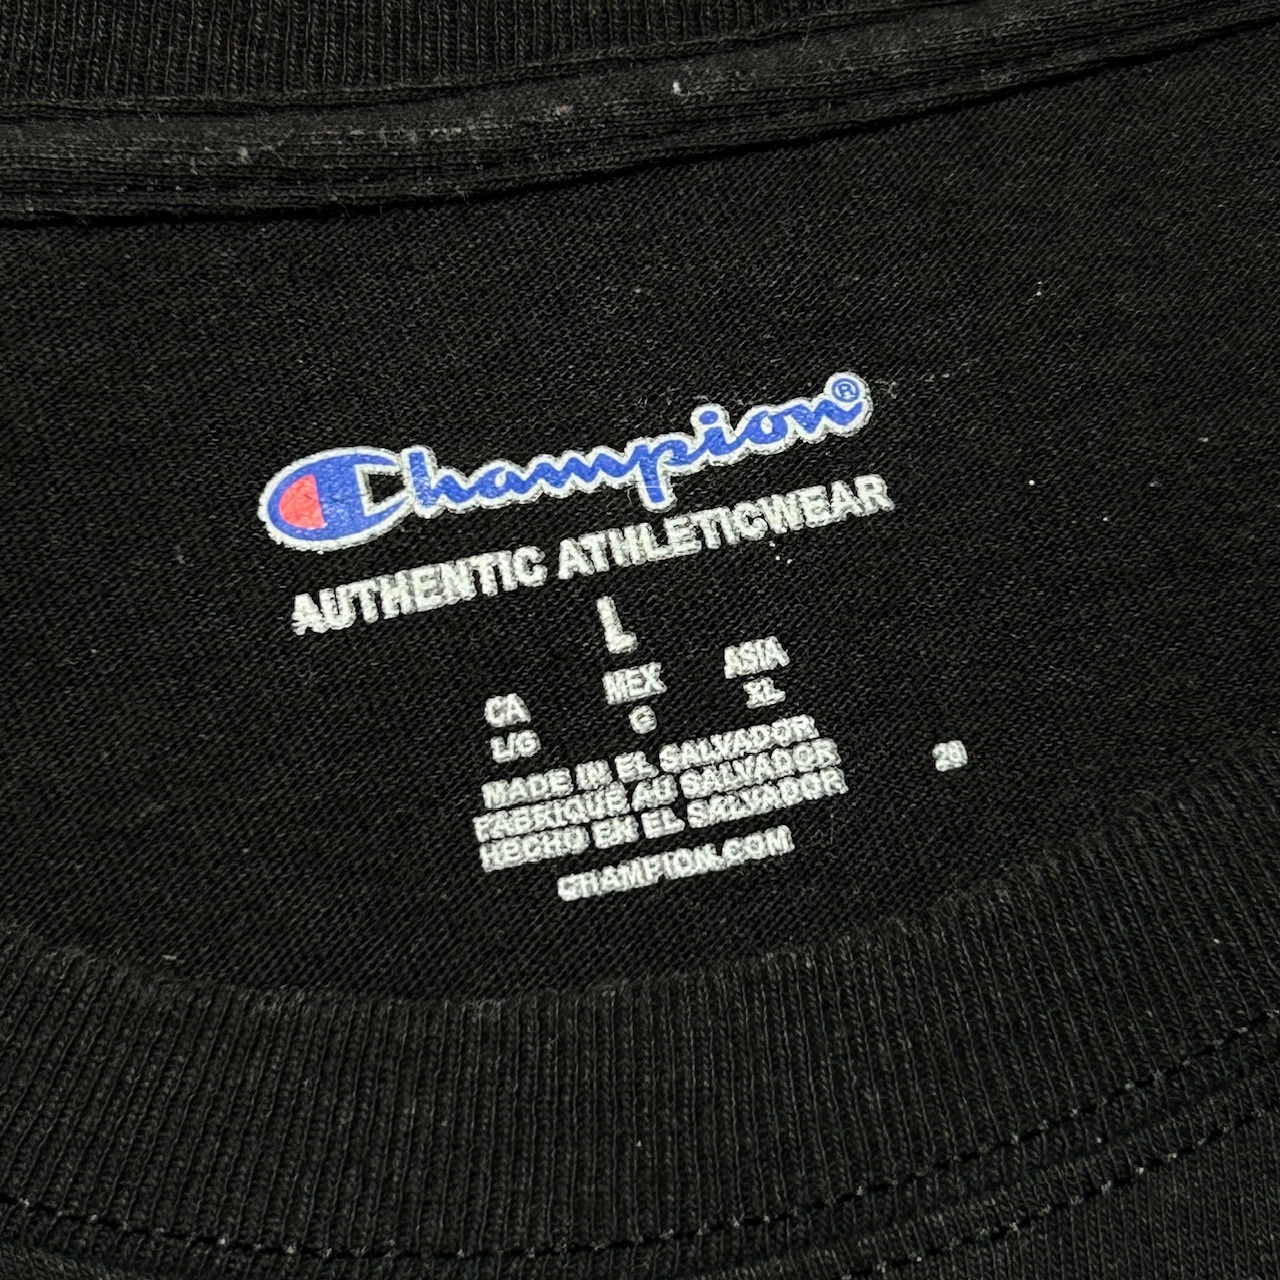 Champion®
AUTHENTIC ATHLETICWEAR
L
CA MEX ASIA
L/G G XL
MADE IN EL SALVADOR
FABRIQUE AU SALVADOR
HECHO EN EL SALVADOR
CHAMPION.COM